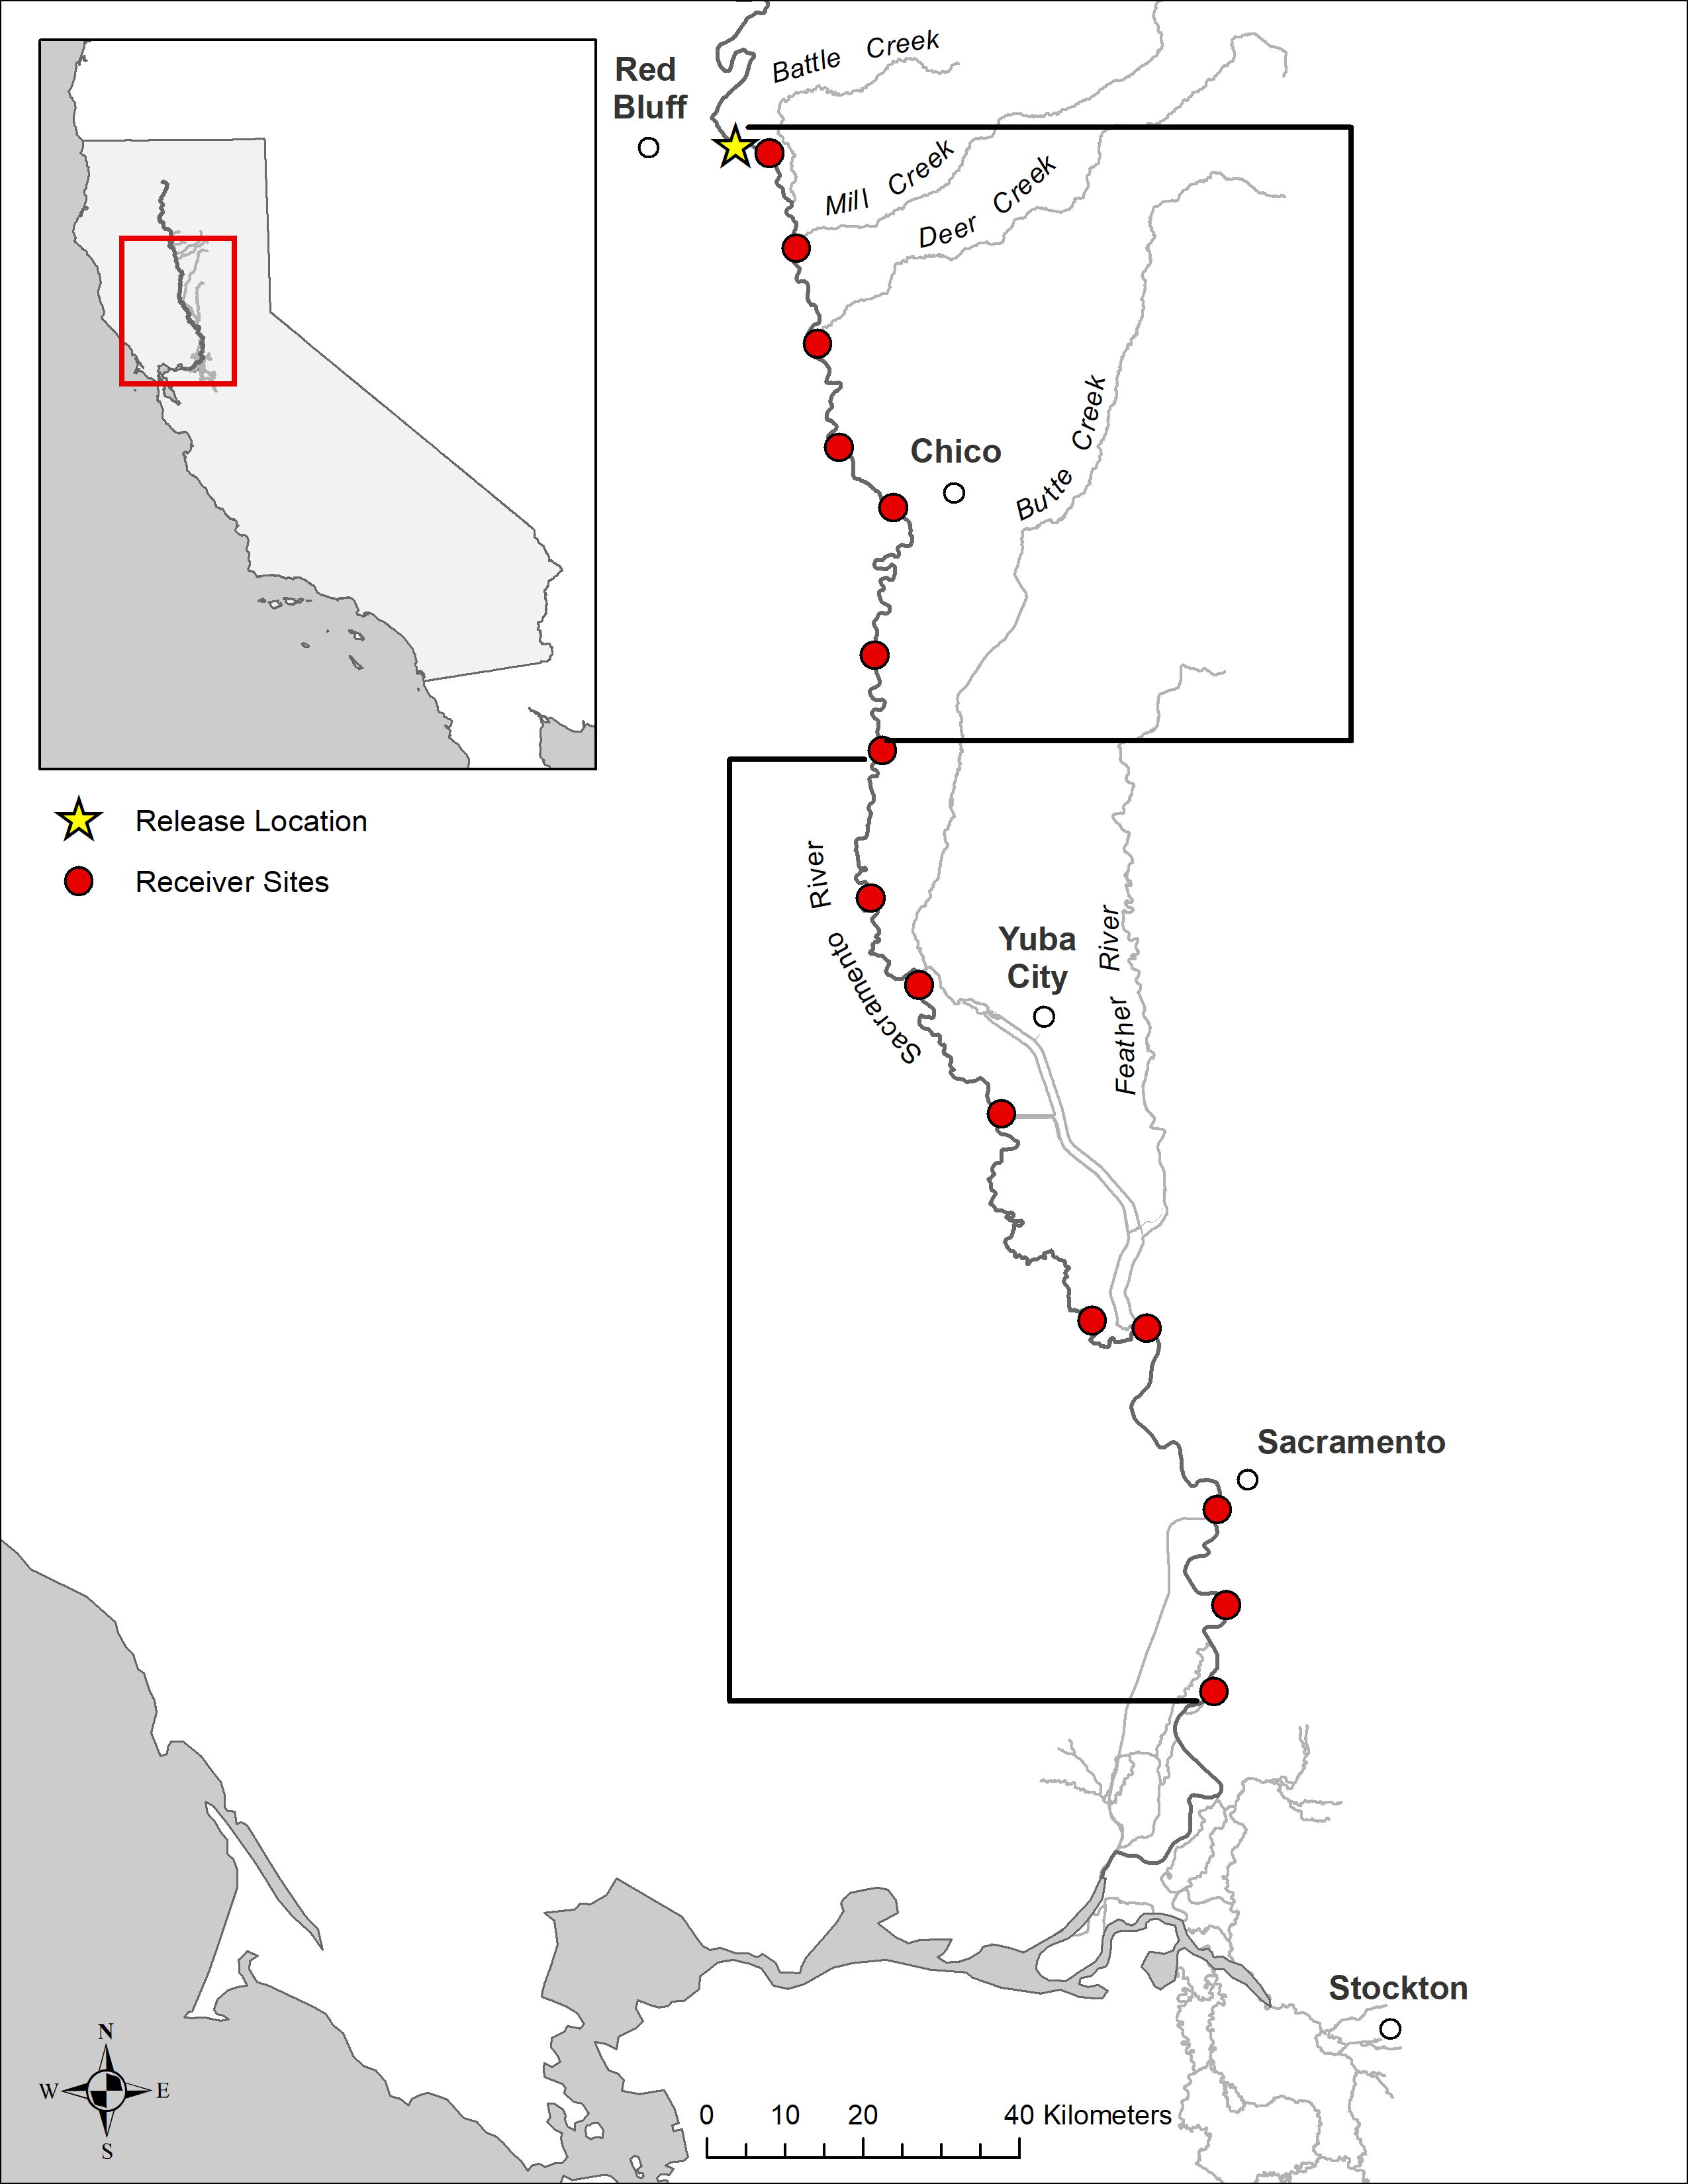 Red
Bluff
Battle Creek
Mill Creek
Deer Creek
Chico
Butte Creek
Release Location
Receiver Sites
Sacramento River
Yuba
City
Feather River
Sacramento
Stockton
N
W E
S
0 10 20 40 Kilometers